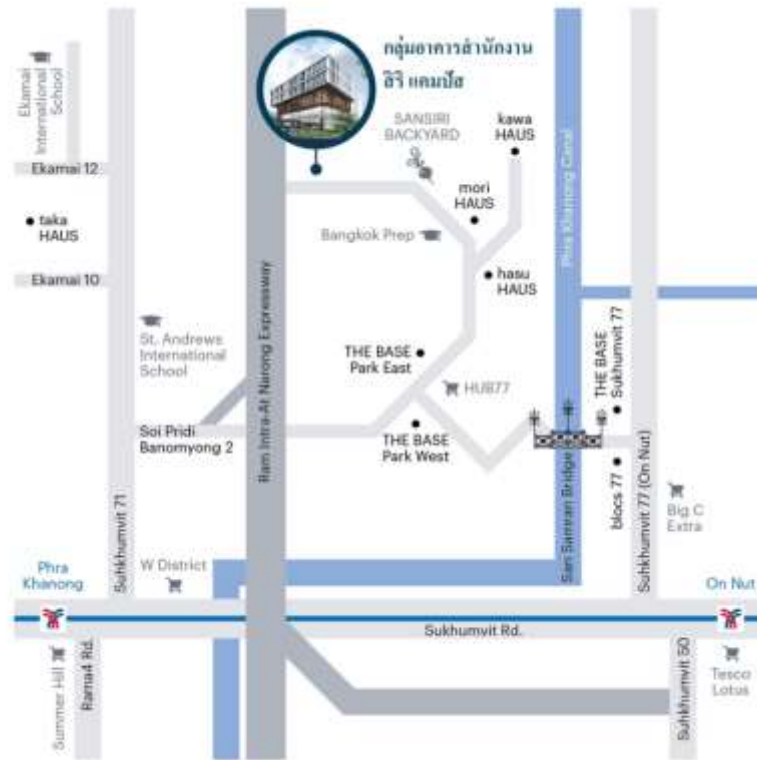 กลุ่มอาคารสำนักงาน
สิริ แคมปัส
Ekamai
International
School
SANSIRI
BACKYARD
kawa
HAUS
Ekamai 12
mori
HAUS
taka
HAUS
Bangkok Prep
Phra Khanong Canal
Ekamai 10
hasu
HAUS
Ram Intra-At Narong Expressway
St. Andrews
International
School
THE BASE
Park East
HUB77
THE BASE
Sukhumvit 77
Soi Pridi
Banomyong 2
THE BASE
Park West
San Samran Bridge
blocs 77
Suhkhumvit 77 (On Nut)
Big C
Extra
Suhkhumvit 71
Phra
Khanong
W District
On Nut
Sukhumvit Rd.
Summer Hill
Rama4 Rd.
Suhkhumvit 50
Tesco
Lotus